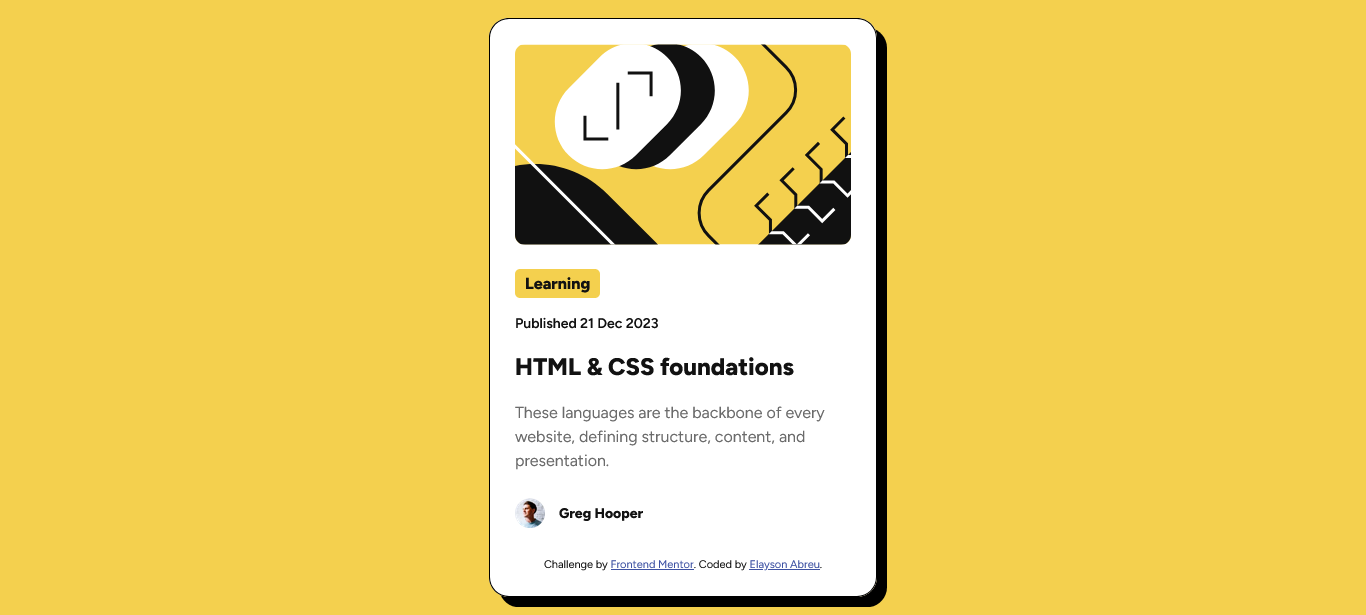 Learning
Published 21 Dec 2023
HTML & CSS foundations
These languages are the backbone of every
website, defining structure, content, and
presentation.
Greg Hooper
Challenge by Frontend Mentor. Coded by Elayson Abreu.